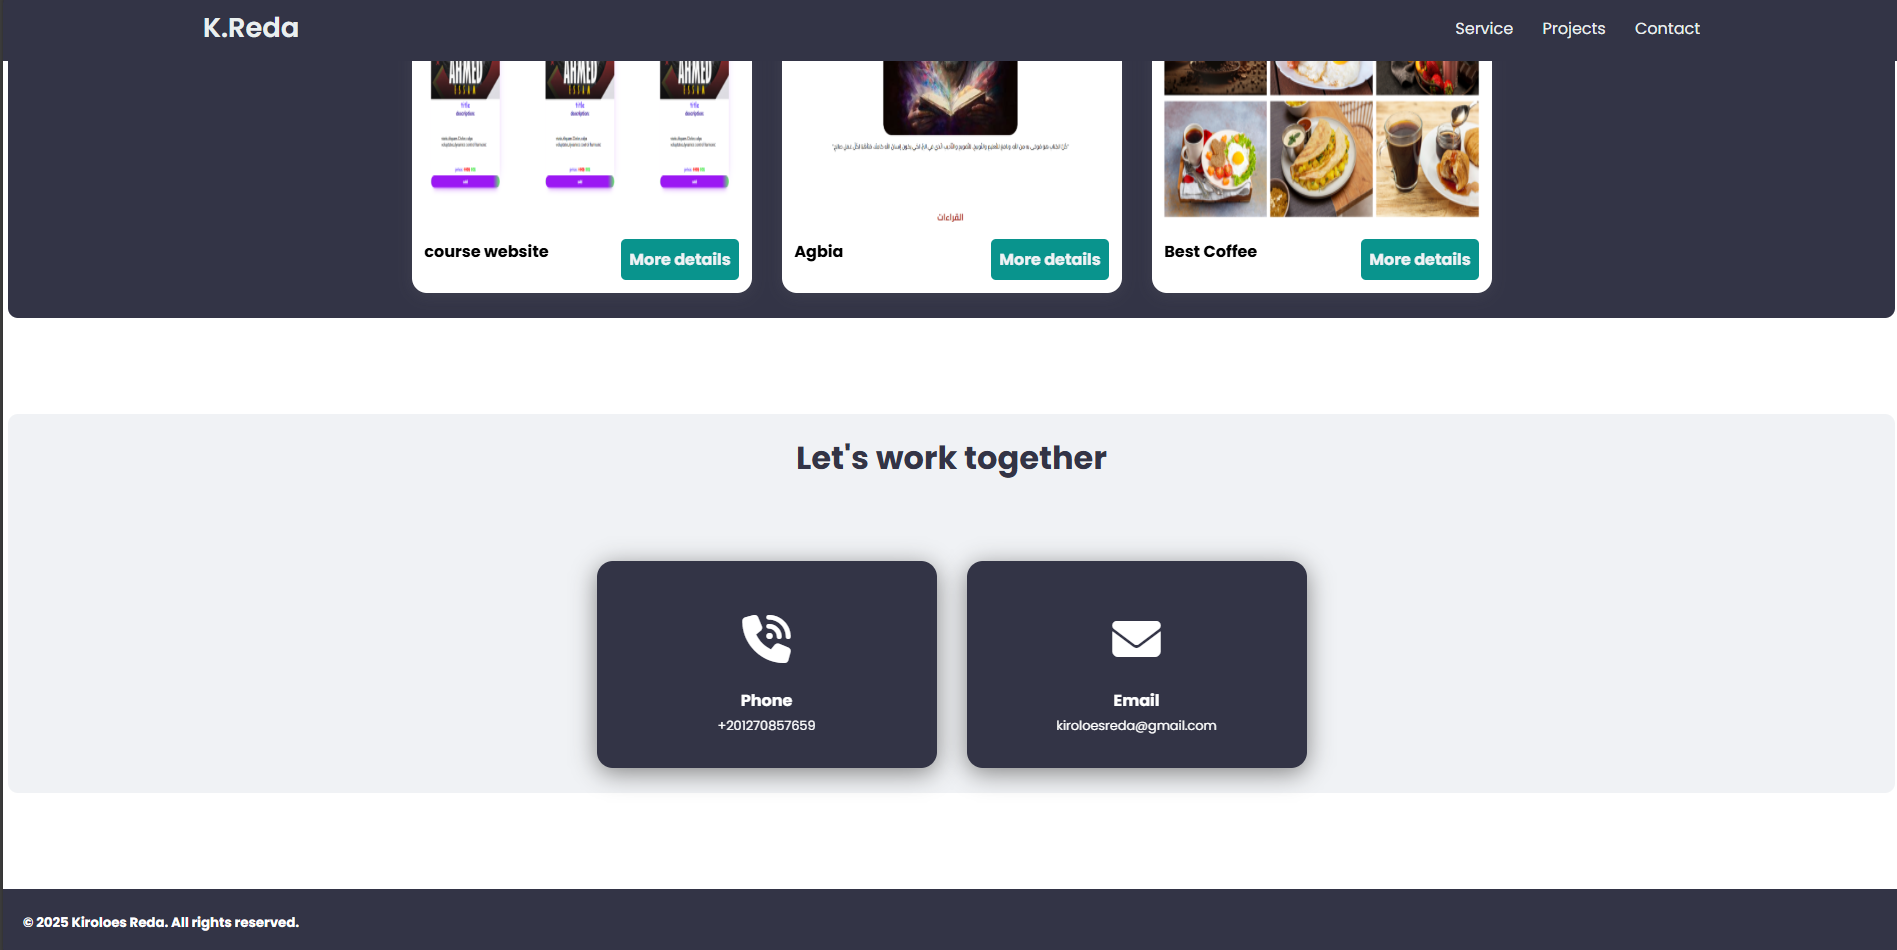 K.Reda
Service Projects Contact
AHMED
AHMED
AHMED
course website
More details
القراءات
Agbia
More details
Best Coffee
More details
Let's work together
Phone
+201270857659
Email
kiroloesreda@gmail.com
© 2025 Kiroloes Reda. All rights reserved.